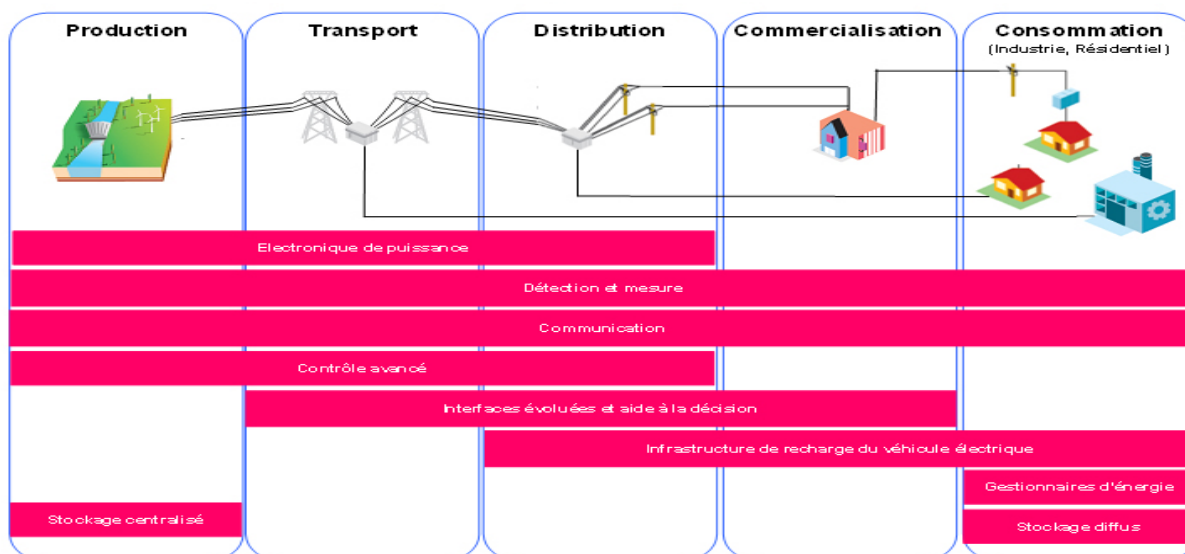 Production
Transport
Distribution
Commercialisation
Consommation
(Industrie, Résidentiel)
Electronique de puissance
Détection et mesure
Communication
Contrôle avancé
Interfaces évoluées et aide à la décision
Infrastructure de recharge du véhicule électrique
Gestionnaires d'énergie
Stockage centralisé
Stockage diffus